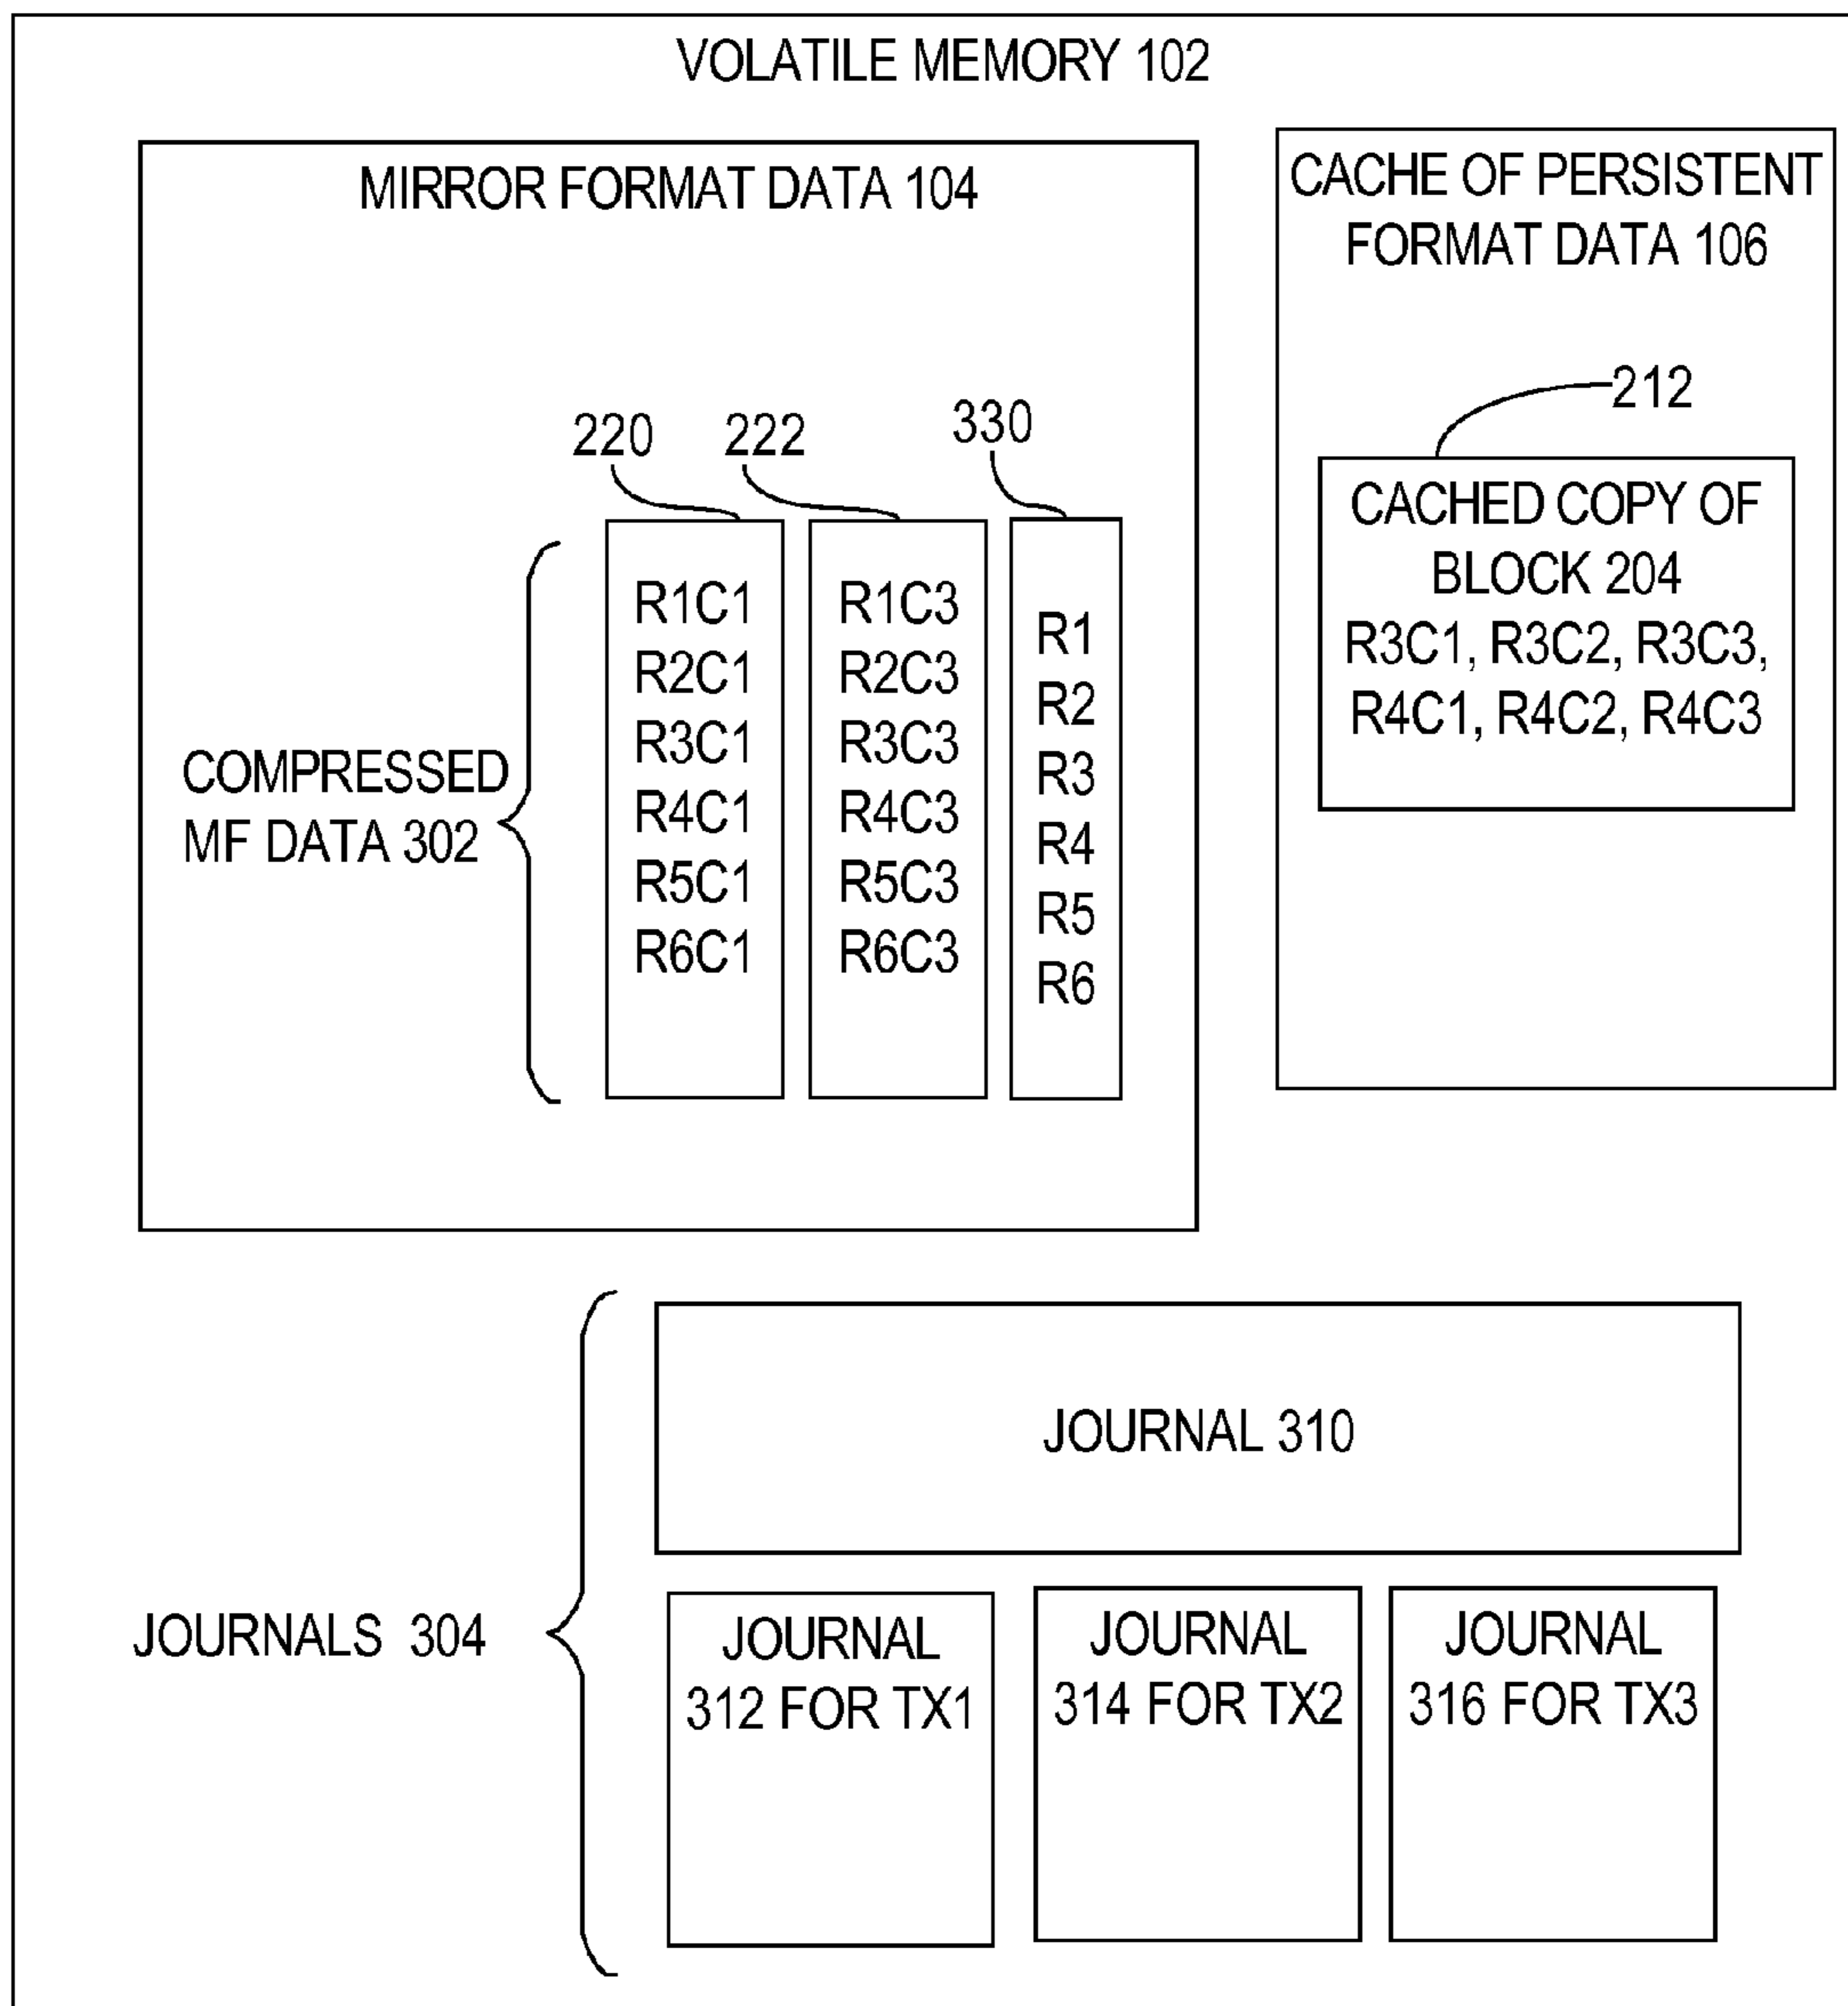 VOLATILE MEMORY 102
MIRROR FORMAT DATA 104
220
222
330
COMPRESSED
MF DATA 302
R1C1
R2C1
R3C1
R4C1
R5C1
R6C1
R1C3
R2C3
R3C3
R4C3
R5C3
R6C3
R1
R2
R3
R4
R5
R6
CACHE OF PERSISTENT
FORMAT DATA 106
212
CACHED COPY OF
BLOCK 204
R3C1, R3C2, R3C3,
R4C1, R4C2, R4C3
JOURNALS 304
JOURNAL 310
JOURNAL
312 FOR TX1
JOURNAL
314 FOR TX2
JOURNAL
316 FOR TX3